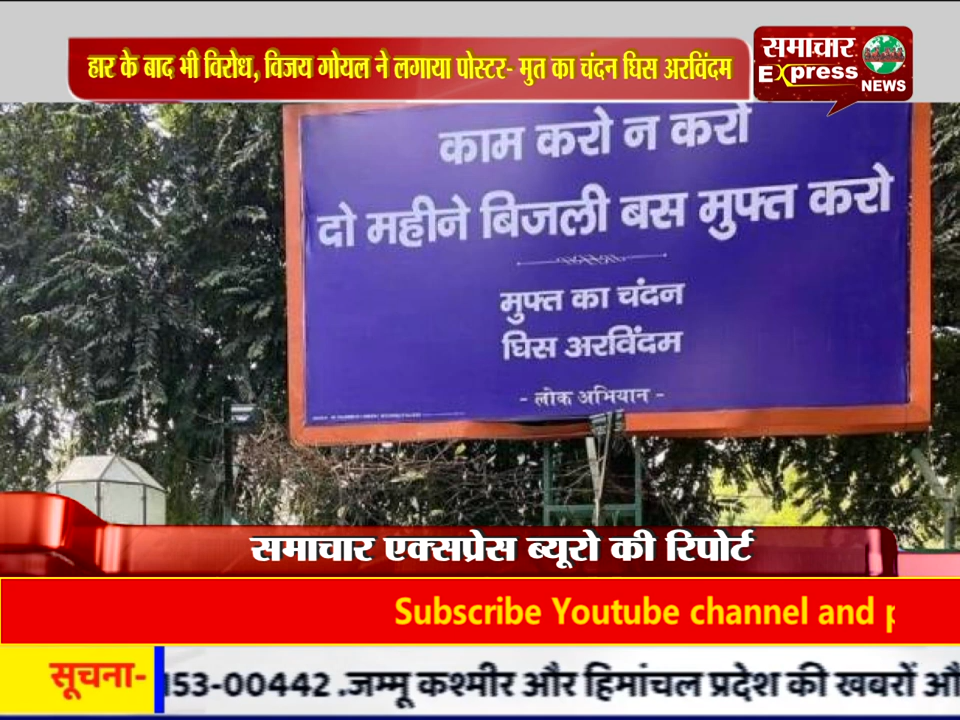 हार के बाद भी विरोध, विजय गोयल ने लगाया पोस्टर- मुत का चंदन घिस अरविंदम
समाचार
Express
NEWS
काम करो न करो
दो महीने बिजली बस मुफ्त करो
मुफ्त का चंदन
घिस अरविंदम
- लोक अभियान -
समाचार एक्सप्रेस ब्यूरो की रिपोर्ट
Subscribe Youtube channel and
सूचना-
153-00442 .जम्मू कश्मीर और हिमांचल प्रदेश की खबरों औ